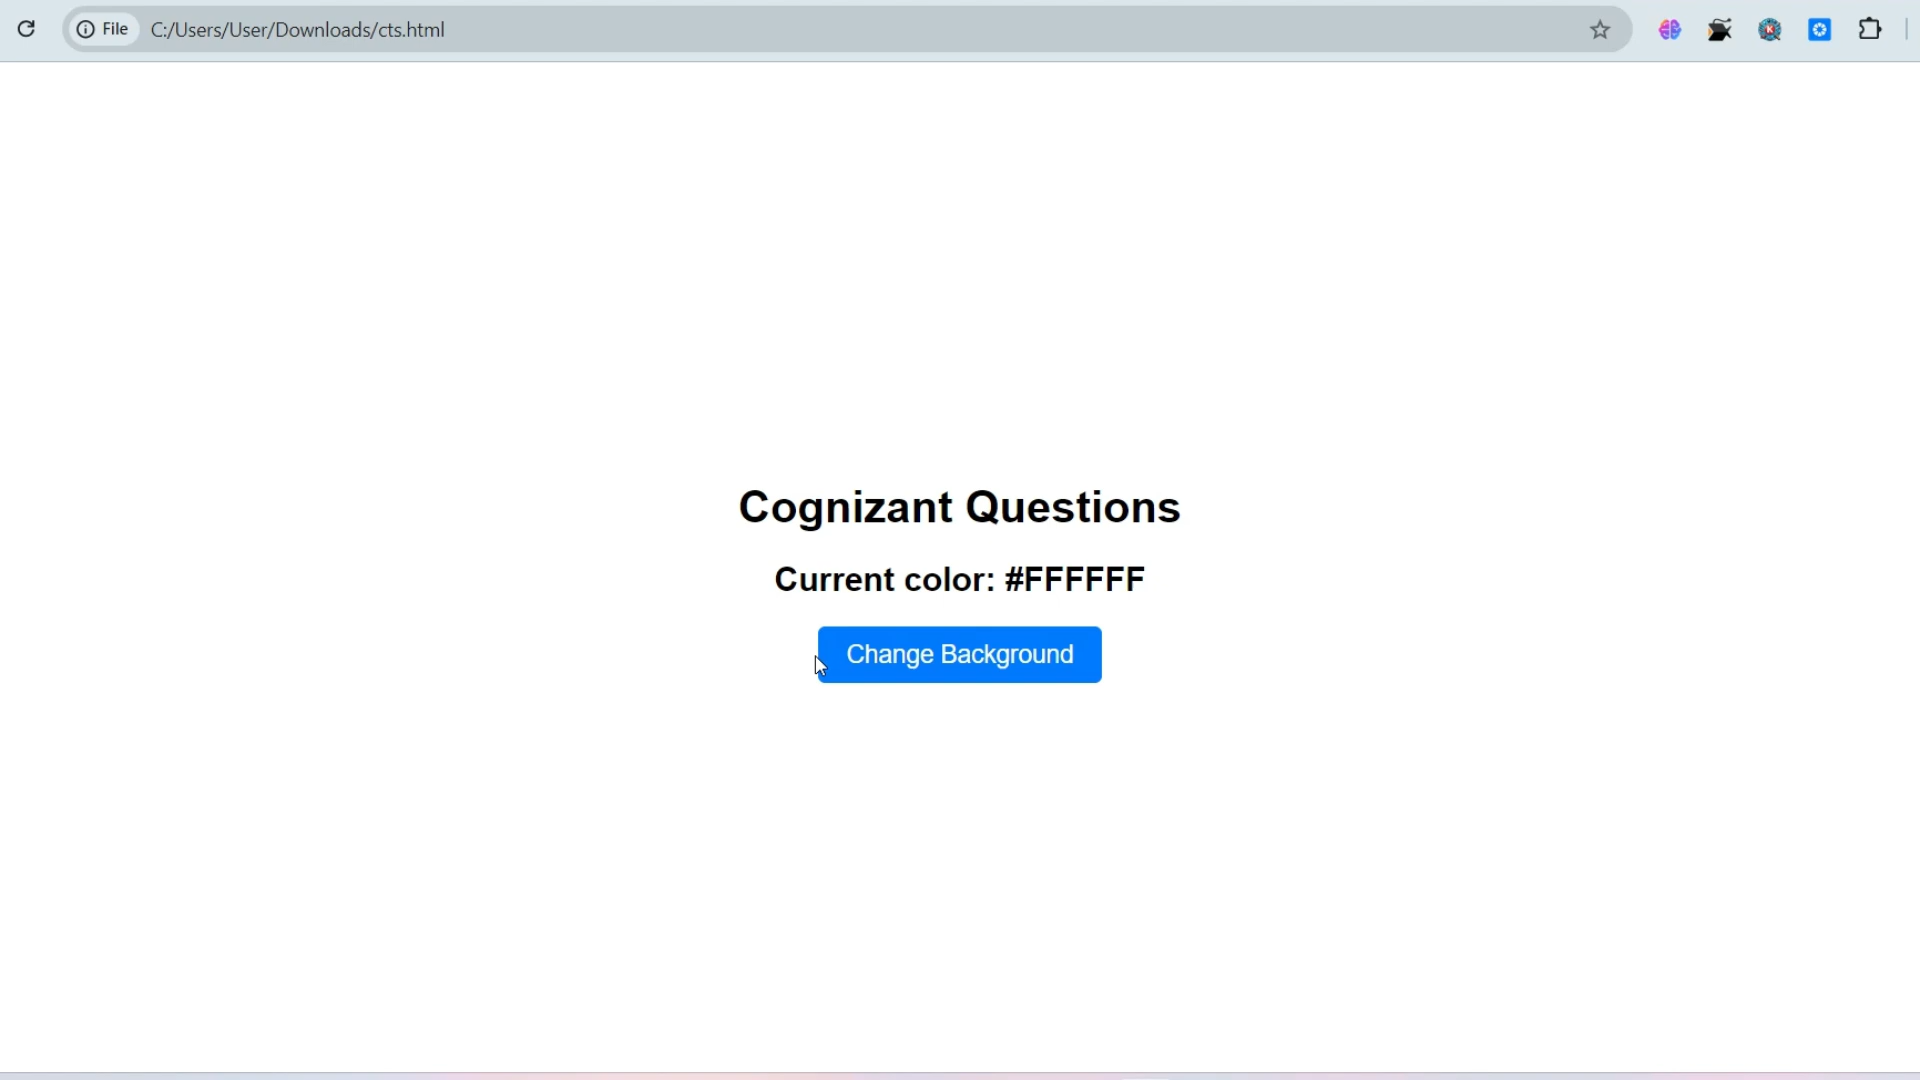 File C:/Users/User/Downloads/cts.html
Cognizant Questions
Current color: #FFFFFF
Change Background